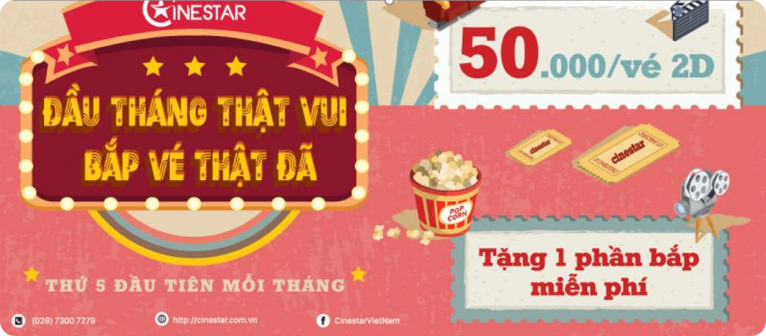 CINESTAR
ĐẦU THÁNG THẬT VUI
BẮP VÉ THẬT ĐÃ
THỨ 5 ĐẦU TIÊN MỖI THÁNG
(028) 7300 7279
http://cinestar.com.vn
CinestarVietNam
50.000/vé 2D
cinestar
cinestar
POP
CORN
Tặng 1 phần bắp
miễn phí